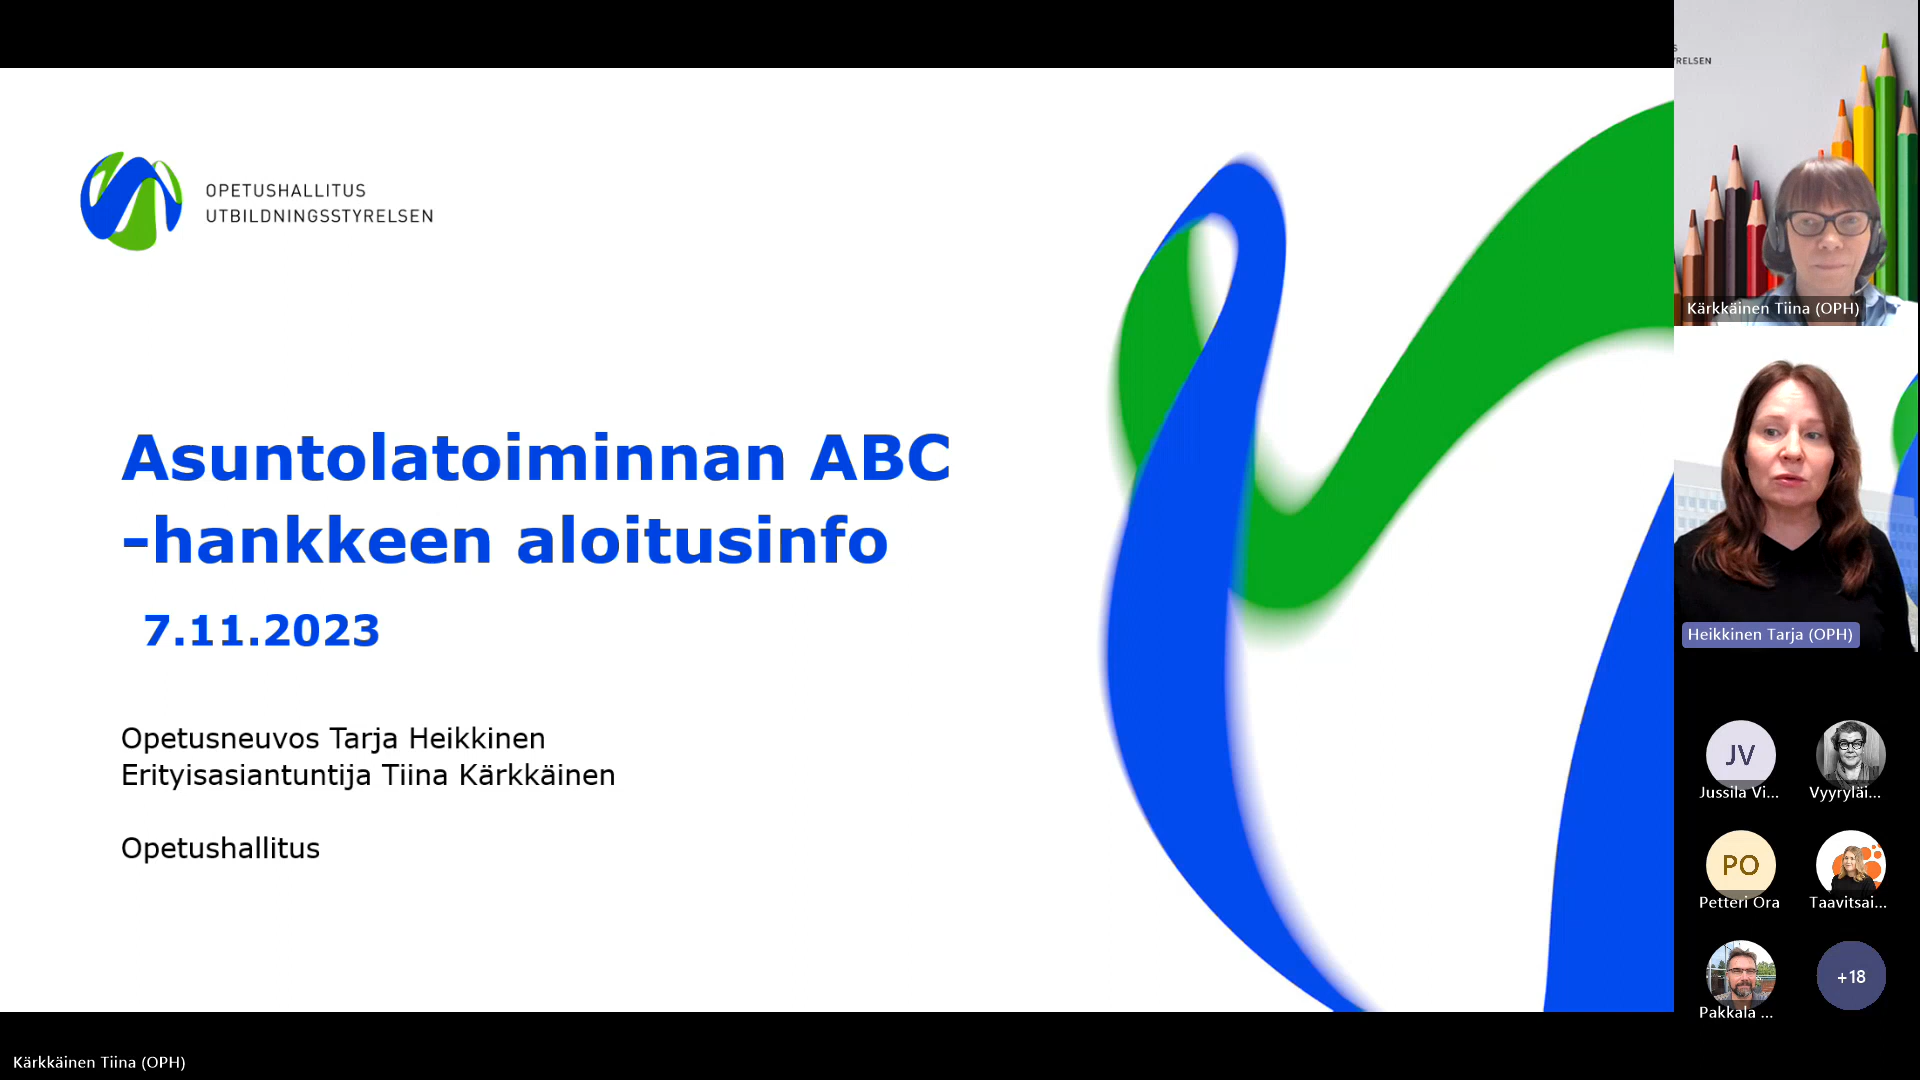 OPETUSHALLITUS
UTBILDNINGSSTYRELSEN
Asuntolatoiminnan ABC
-hankkeen aloitusinfo
7.11.2023
Opetusneuvos Tarja Heikkinen
Erityisasiantuntija Tiina Kärkkäinen
Opetushallitus
Kärkkäinen Tiina (OPH)
S
YRELSEN
Kärkkäinen Tiina (OPH)
Heikkinen Tarja (OPH)
JV
Jussila Vi...
Vyyryläi...
PO
Petteri Ora
Taavitsai...
Pakkala ...
+18